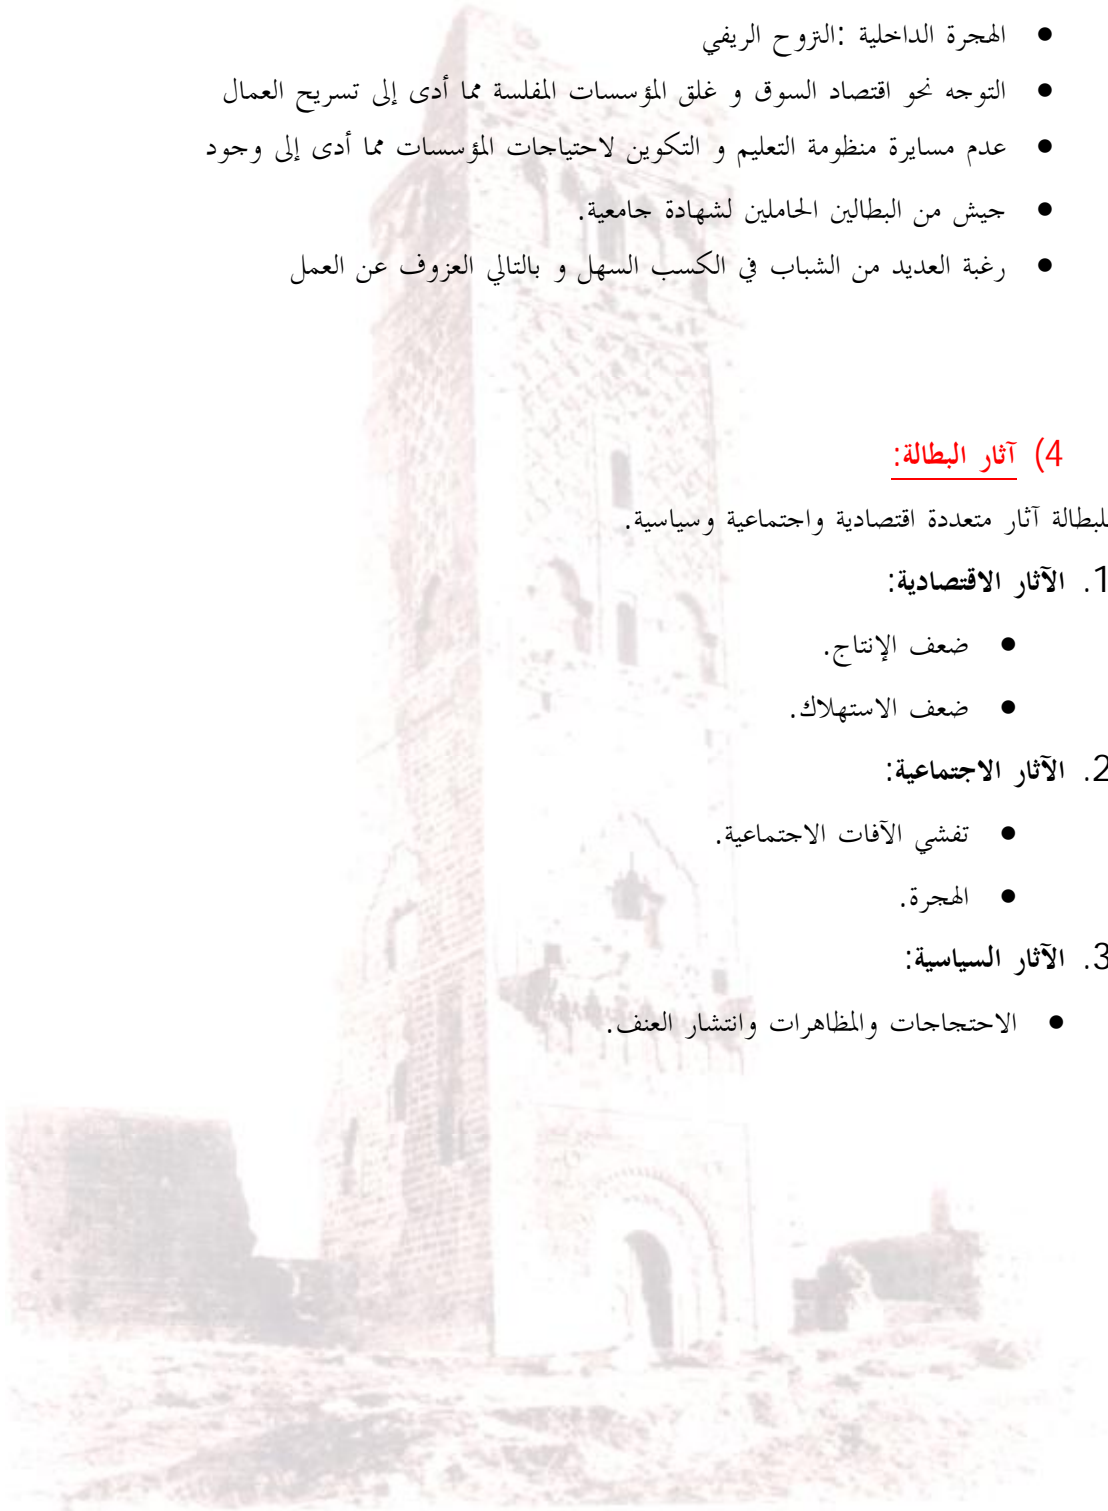 • الهجرة الداخلية :النزوح الريفي
• التوجه نحو اقتصاد السوق و غلق المؤسسات المفلسة مما أدى إلى تسريح العمال
• عدم مسايرة منظومة التعليم و التكوين لاحتياجات المؤسسات مما أدى إلى وجود
• جيش من البطالين الحاملين لشهادة جامعية.
• رغبة العديد من الشباب في الكسب السهل و بالتالي العزوف عن العمل
4) آثار البطالة:
للبطالة آثار متعددة اقتصادية واجتماعية وسياسية.
1. الآثار الاقتصادية:
• ضعف الإنتاج.
• ضعف الاستهلاك.
2. الآثار الاجتماعية:
• تفشي الآفات الاجتماعية.
• الهجرة.
3. الآثار السياسية:
• الاحتجاجات والمظاهرات وانتشار العنف.